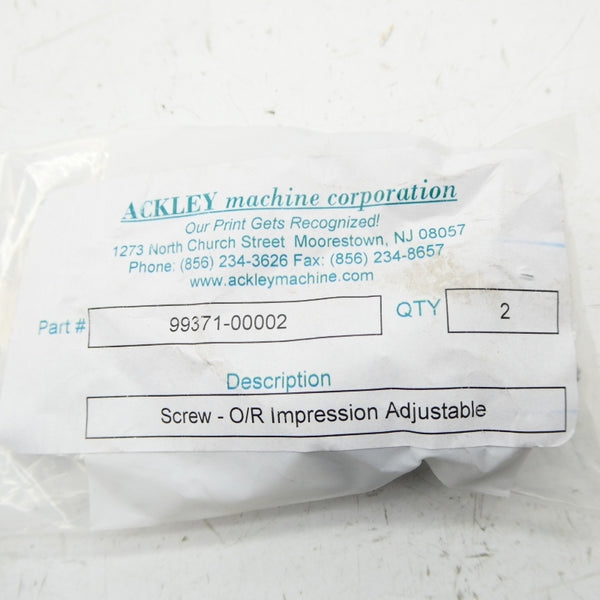 ACKLEY machine corporation
Our Print Gets Recognized!
1273 North Church Street Moorestown, NJ 08057
Phone: (856) 234-3626 Fax: (856) 234-8657
www.ackleymachine.com
Part # 99371-00002 QTY 2
Description
Screw - O/R Impression Adjustable